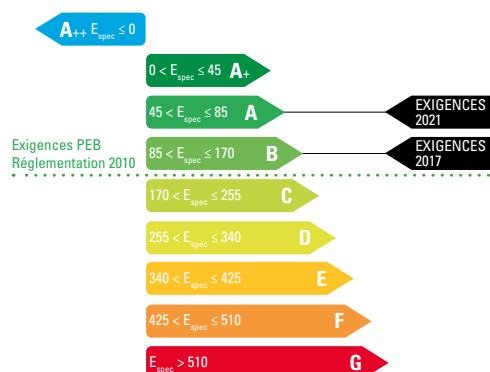 A++ Espec ≤ 0
0 < Espec ≤ 45 A+
45 < Espec ≤ 85 A
EXIGENCES
2021
Exigences PEB
Réglementation 2010
85 < Espec ≤ 170 B
EXIGENCES
2017
170 < Espec ≤ 255 C
255 < Espec ≤ 340 D
340 < Espec ≤ 425 E
425 < Espec ≤ 510 F
Espec > 510 G